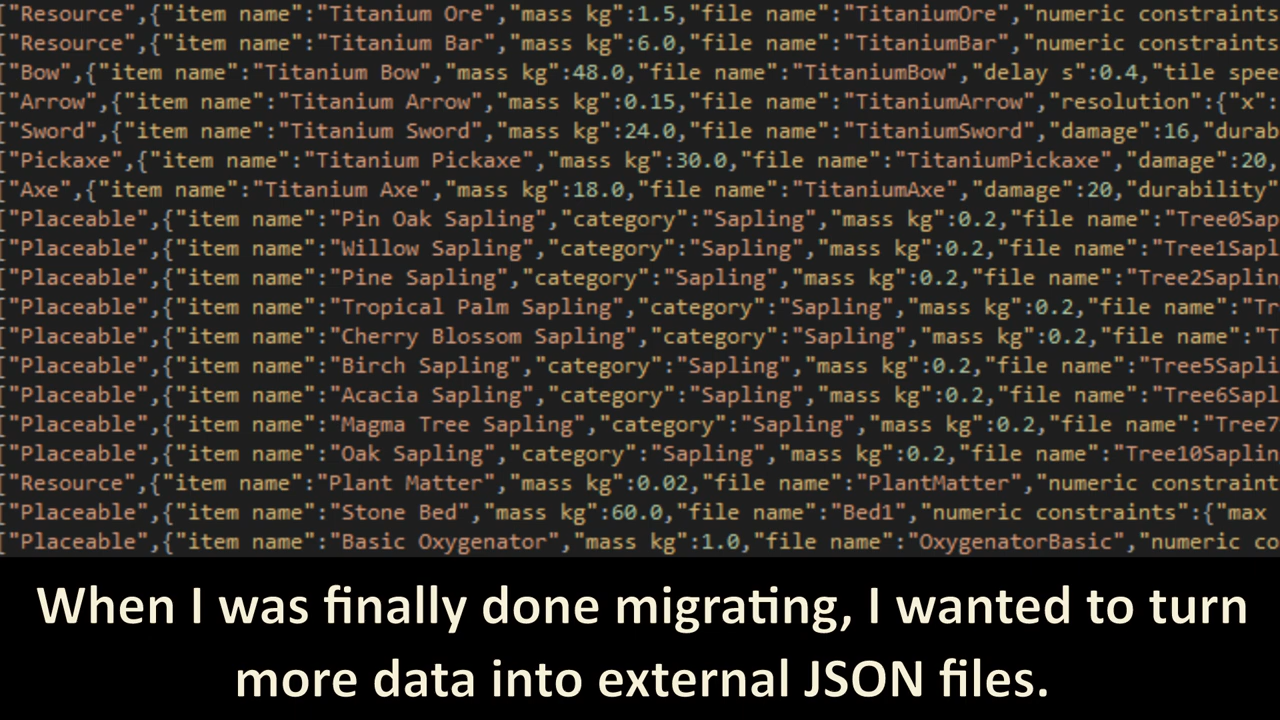 ["Resource",{"item name":"Titanium Ore","mass kg":1.5,"file name":"TitaniumOre","numeric constraints
["Resource",{"item name":"Titanium Bar","mass kg":6.0,"file name":"TitaniumBar","numeric constraints
["Bow",{"item name":"Titanium Bow","mass kg":48.0,"file name":"TitaniumBow","delay s":0.4,"tile spee
["Arrow",{"item name":"Titanium Arrow","mass kg":0.15,"file name":"TitaniumArrow","resolution":{"x":
["Sword",{"item name":"Titanium Sword","mass kg":24.0,"file name":"TitaniumSword","damage":16,"durab
["Pickaxe",{"item name":"Titanium Pickaxe","mass kg":30.0,"file name":"TitaniumPickaxe","damage":20,
["Axe",{"item name":"Titanium Axe","mass kg":18.0,"file name":"TitaniumAxe","damage":20,"durability"
["Placeable",{"item name":"Pin Oak Sapling","category":"Sapling","mass kg":0.2,"file name":"Tree0Sap
["Placeable",{"item name":"Willow Sapling","category":"Sapling","mass kg":0.2,"file name":"Tree1Sapl
["Placeable",{"item name":"Pine Sapling","category":"Sapling","mass kg":0.2,"file name":"Tree2Saplin
["Placeable",{"item name":"Tropical Palm Sapling","category":"Sapling","mass kg":0.2,"file name":"Tr
["Placeable",{"item name":"Cherry Blossom Sapling","category":"Sapling","mass kg":0.2,"file name":"T
["Placeable",{"item name":"Birch Sapling","category":"Sapling","mass kg":0.2,"file name":"Tree5Sapli
["Placeable",{"item name":"Acacia Sapling","category":"Sapling","mass kg":0.2,"file name":"Tree6Sapl
["Placeable",{"item name":"Magma Tree Sapling","category":"Sapling","mass kg":0.2,"file name":"Tree7
["Placeable",{"item name":"Oak Sapling","category":"Sapling","mass kg":0.2,"file name":"Tree10Saplin
["Resource",{"item name":"Plant Matter","mass kg":0.02,"file name":"PlantMatter","numeric constraint
["Placeable",{"item name":"Stone Bed","mass kg":60.0,"file name":"Bed1","numeric constraints":{"max
["Placeable",{"item name":"Basic Oxygenator","mass kg":1.0,"file name":"OxygenatorBasic","numeric co
When I was finally done migrating, I wanted to turn
more data into external JSON files.